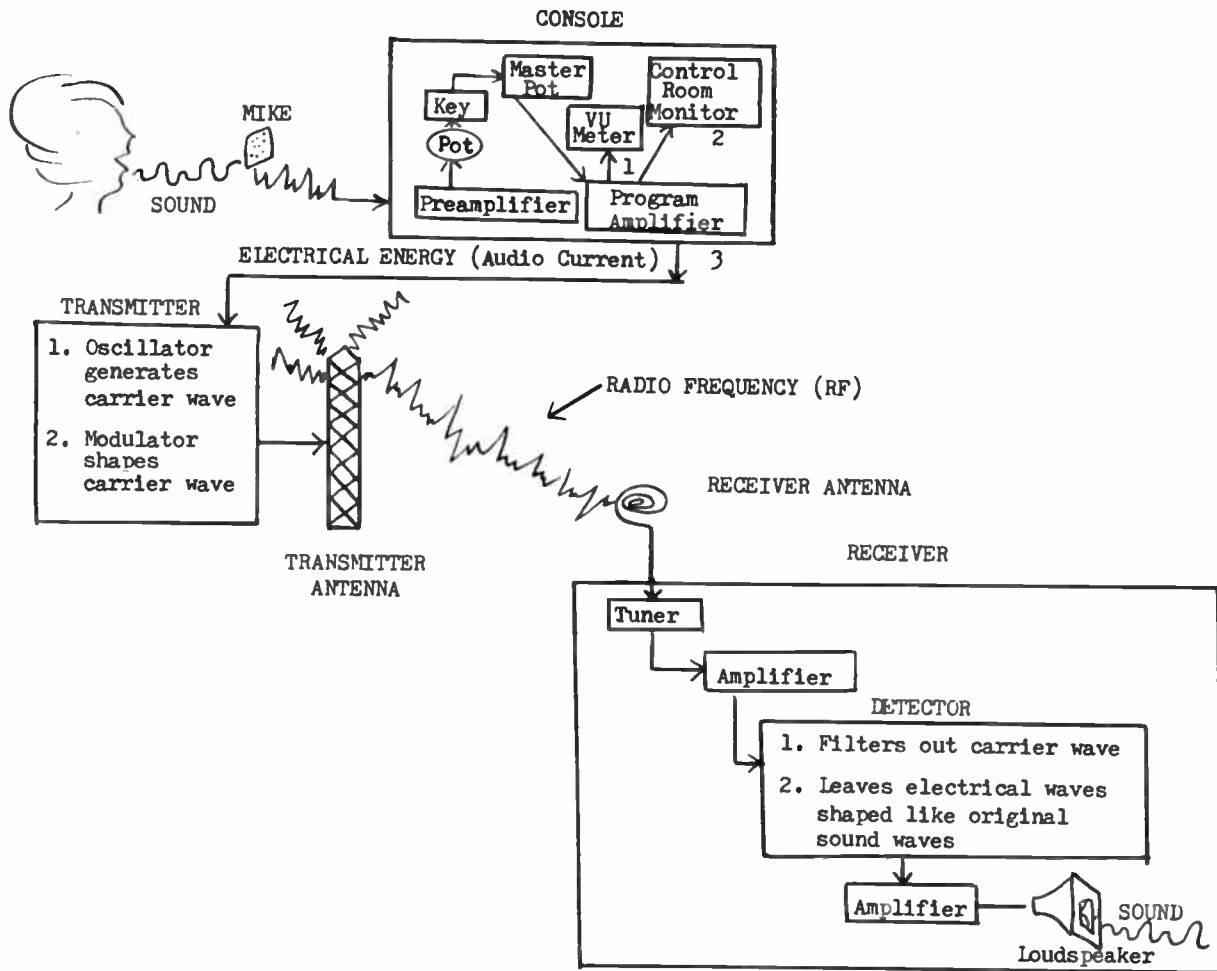 CONSOLE
Master
Pot
Control
Room
Monitor
2
Key
VU
Meter
1
MIKE
Pot
SOUND
Preamplifier
Program
Amplifier
ELECTRICAL ENERGY (Audio Current)
3
TRANSMITTER
1. Oscillator
generates
carrier wave
2. Modulator
shapes
carrier wave
RADIO FREQUENCY (RF)
RECEIVER ANTENNA
TRANSMITTER
ANTENNA
RECEIVER
Tuner
Amplifier
DETECTOR
1. Filters out carrier wave
2. Leaves electrical waves
shaped like original
sound waves
Amplifier
SOUND
Loudspeaker